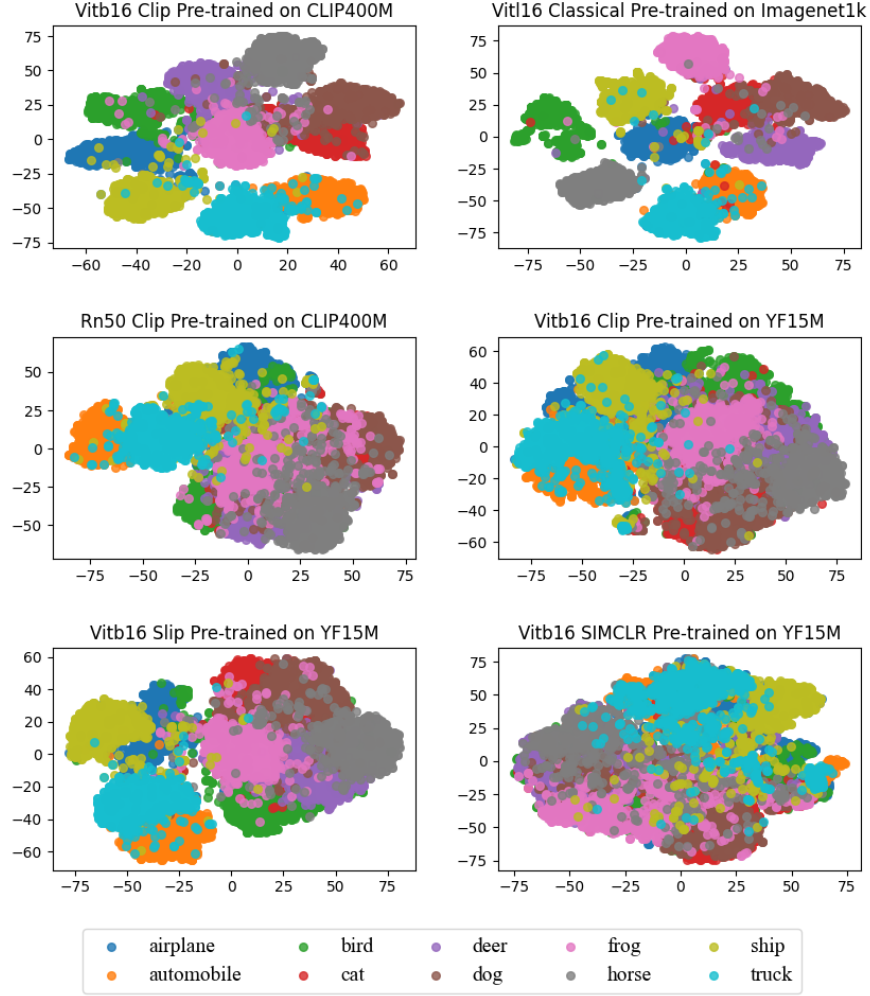 Vitb16 Clip Pre-trained on CLIP400M
Vitl16 Classical Pre-trained on Imagenet1k
75
50
25
0
−25
−50
−75
−60 −40 −20 0 20 40 60
75
50
25
0
−25
−50
−75
−75 −50 −25 0 25 50 75
Rn50 Clip Pre-trained on CLIP400M
Vitb16 Clip Pre-trained on YF15M
50
25
0
−25
−50
−75 −50 −25 0 25 50 75
60
40
20
0
−20
−40
−60
−75 −50 −25 0 25 50 75
Vitb16 Slip Pre-trained on YF15M
Vitb16 SIMCLR Pre-trained on YF15M
60
40
20
0
−20
−40
−60
−75 −50 −25 0 25 50 75
75
50
25
0
−25
−50
−75
−75 −50 −25 0 25 50 75
airplane bird deer frog ship
automobile cat dog horse truck